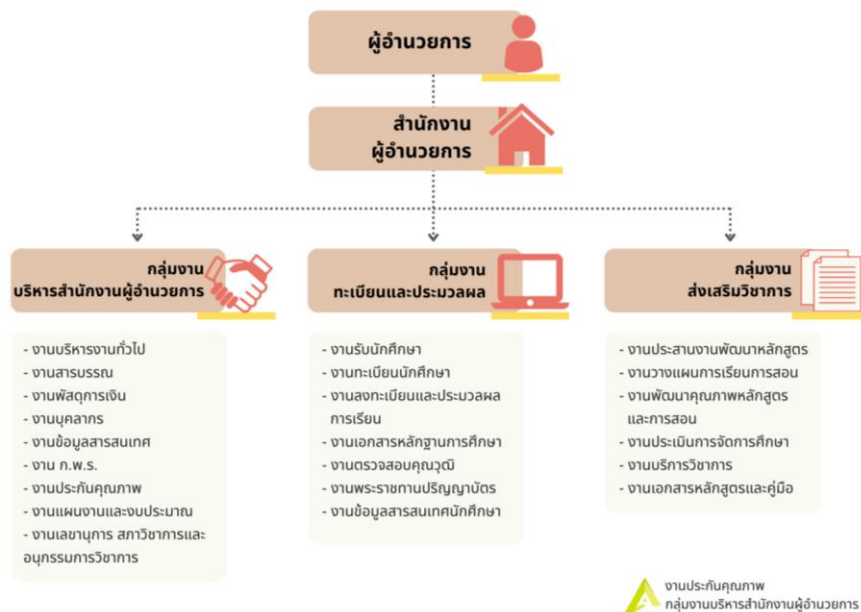 ผู้อำนวยการ
สำนักงาน
ผู้อำนวยการ
กลุ่มงาน
บริหารสำนักงานผู้อำนวยการ
- งานบริหารงานทั่วไป
- งานสารบรรณ
- งานพัสดุการเงิน
- งานบุคลากร
- งานข้อมูลสารสนเทศ
- งาน ก.พ.ร.
- งานประกันคุณภาพ
- งานแผนงานและงบประมาณ
- งานเลขานุการ สภาวิชาการและ
อนุกรรมการวิชาการ
กลุ่มงาน
ทะเบียนและประมวลผล
- งานรับนักศึกษา
- งานทะเบียนนักศึกษา
- งานลงทะเบียนและประมวลผล
การเรียน
- งานเอกสารหลักฐานการศึกษา
- งานตรวจสอบคุณวุฒิ
- งานพระราชทานปริญญาบัตร
- งานข้อมูลสารสนเทศนักศึกษา
กลุ่มงาน
ส่งเสริมวิชาการ
- งานประสานงานพัฒนาหลักสูตร
- งานวางแผนการเรียนการสอน
- งานพัฒนาคุณภาพหลักสูตร
และการสอน
- งานประเมินการจัดการศึกษา
- งานบริการวิชาการ
- งานเอกสารหลักสูตรและคู่มือ
งานประกันคุณภาพ
กลุ่มงานบริหารสำนักงานผู้อำนวยการ